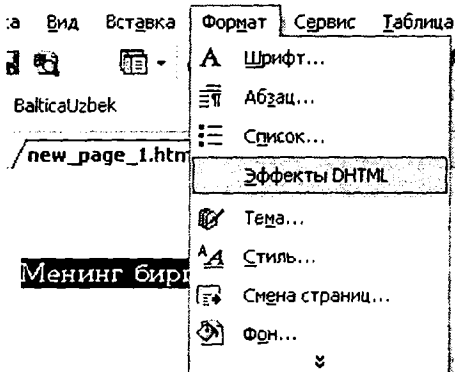 Вид Вставка Формат Сервис Таблица
A Шрифт...
BalticaUzbek
Абзац...
Список...
new_page_1.htm
Эффекты DHTML
Тема...
Стиль...
Менинг
Смена страниц...
Фон...